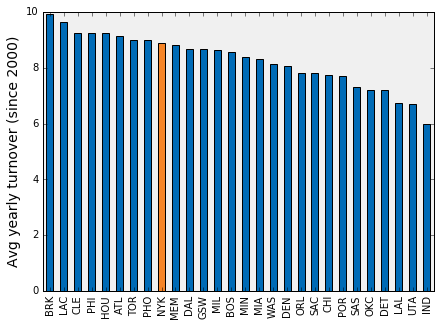 Avg yearly turnover (since 2000)
10
8
6
4
2
0
BRK
LAC
CLE
PHI
HOU
ATL
TOR
PHO
NYK
MEM
DAL
GSW
MIL
BOS
MIN
MIA
WAS
DEN
ORL
SAC
CHI
POR
SAS
OKC
DET
LAL
UTA
IND